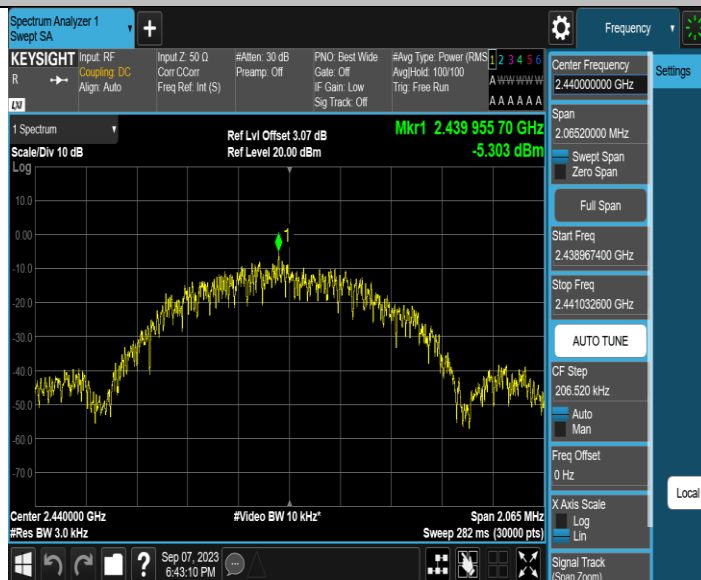 Spectrum Analyzer 1
Swept SA
Frequency
KEYSIGHT
R
LXI
Input: RF
Coupling: DC
Align: Auto
Input Z: 50 Ω
Corr CCorr
Freq Ref: Int (S)
#Atten: 30 dB
Preamp: Off
PNO: Best Wide
Gate: Off
IF Gain: Low
Sig Track: Off
#Avg Type: Power (RMS
Avg|Hold: 100/100
Trig: Free Run
1 2 3 4 5 6
A W W W W W
A A A A A A
1 Spectrum
Scale/Div 10 dB
Log
Ref Lvl Offset 3.07 dB
Ref Level 20.00 dBm
Mkr1 2.439 955 70 GHz
-5.303 dBm
10.0
0.00
-10.0
-20.0
-30.0
-40.0
-50.0
-60.0
-70.0
1
Center 2.440000 GHz
#Res BW 3.0 kHz
#Video BW 10 kHz*
Span 2.065 MHz
Sweep 282 ms (30000 pts)
?
Sep 07, 2023
6:43:10 PM
Center Frequency
2.440000000 GHz
Span
2.06520000 MHz
Swept Span
Zero Span
Full Span
Start Freq
2.438967400 GHz
Stop Freq
2.441032600 GHz
AUTO TUNE
CF Step
206.520 kHz
Auto
Man
Freq Offset
0 Hz
X Axis Scale
Log
Lin
Signal Track
(Span Zoom)
Settings
Local